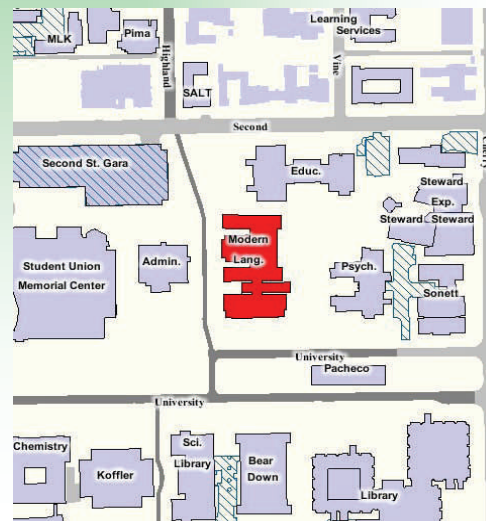 Learning
Services
MLK
Pima
Highland
Vine
SALT
Second
Cherry
Second St. Gara
Educ.
Steward
Exp.
Steward
Steward
Modern
Lang.
Student Union
Memorial Center
Admin.
Psych.
Sonett
University
Pacheco
University
Chemistry
Koffler
Sci.
Library
Bear
Down
Library